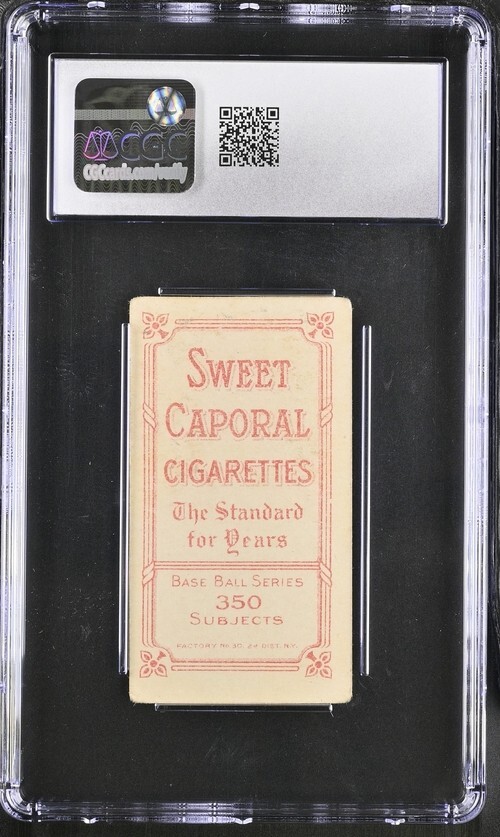 CGC
CGCcards.com/certify
SWEET
CAPORAL
CIGARETTES
The Standard
for Years
BASE BALL SERIES
350
SUBJECTS
FACTORY No 30, 2d DIST. N.Y.